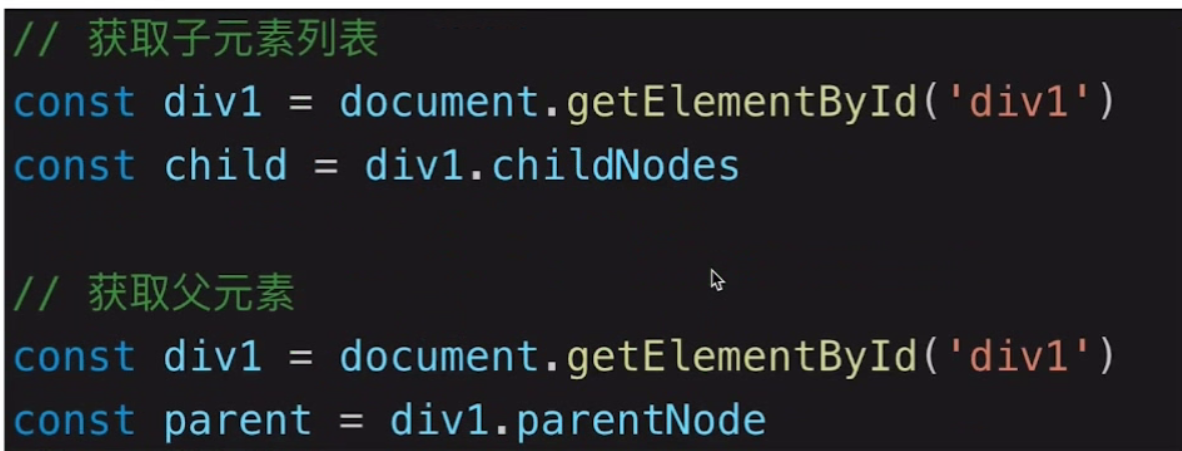 // 获取子元素列表
const div1 = document.getElementById('div1')
const child = div1.childNodes
// 获取父元素
const div1 = document.getElementById('div1')
const parent = div1.parentNode